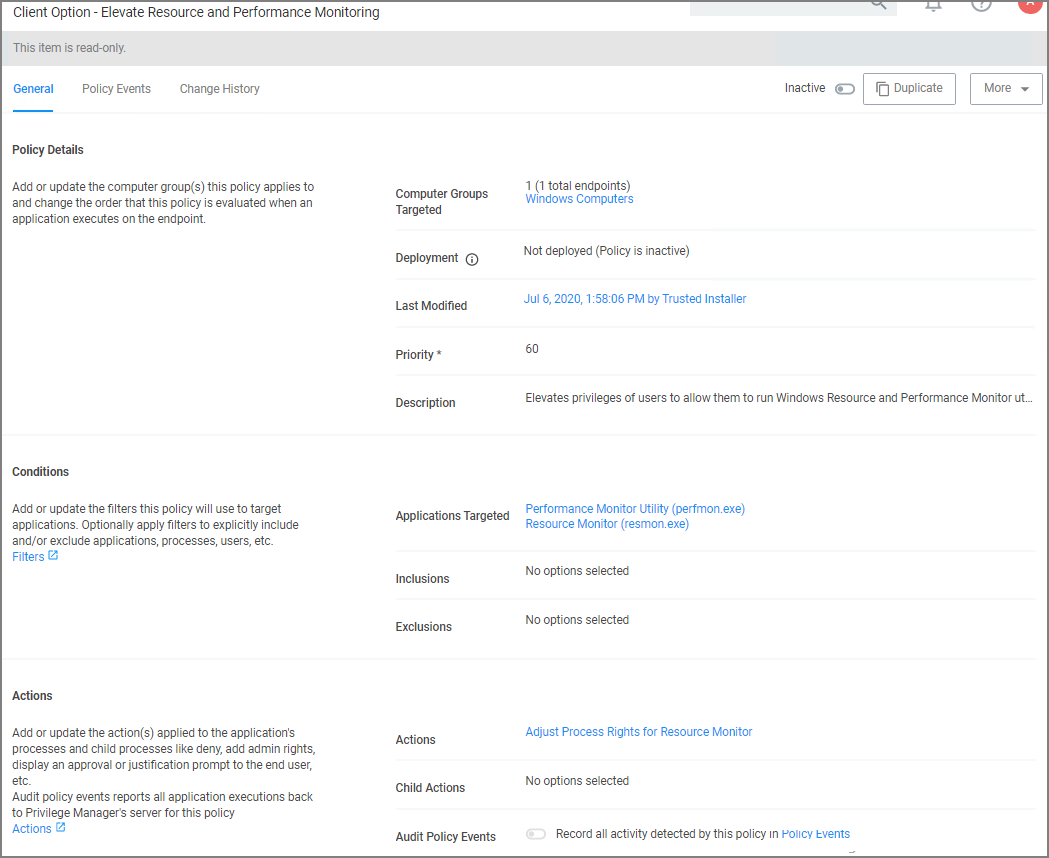 Client Option - Elevate Resource and Performance Monitoring
This item is read-only.
General Policy Events Change History Inactive Duplicate More
Policy Details
Add or update the computer group(s) this policy applies to
and change the order that this policy is evaluated when an
application executes on the endpoint.
Computer Groups
Targeted
1 (1 total endpoints)
Windows Computers
Deployment
Not deployed (Policy is inactive)
Last Modified
Jul 6, 2020, 1:58:06 PM by Trusted Installer
Priority *
60
Description
Elevates privileges of users to allow them to run Windows Resource and Performance Monitor ut...
Conditions
Add or update the filters this policy will use to target
applications. Optionally apply filters to explicitly include
and/or exclude applications, processes, users, etc.
Filters
Applications Targeted
Performance Monitor Utility (perfmon.exe)
Resource Monitor (resmon.exe)
Inclusions
No options selected
Exclusions
No options selected
Actions
Add or update the action(s) applied to the application's
processes and child processes like deny, add admin rights,
display an approval or justification prompt to the end user,
etc.
Audit policy events reports all application executions back
to Privilege Manager's server for this policy
Actions
Actions
Adjust Process Rights for Resource Monitor
Child Actions
No options selected
Audit Policy Events
Record all activity detected by this policy in Policy Events